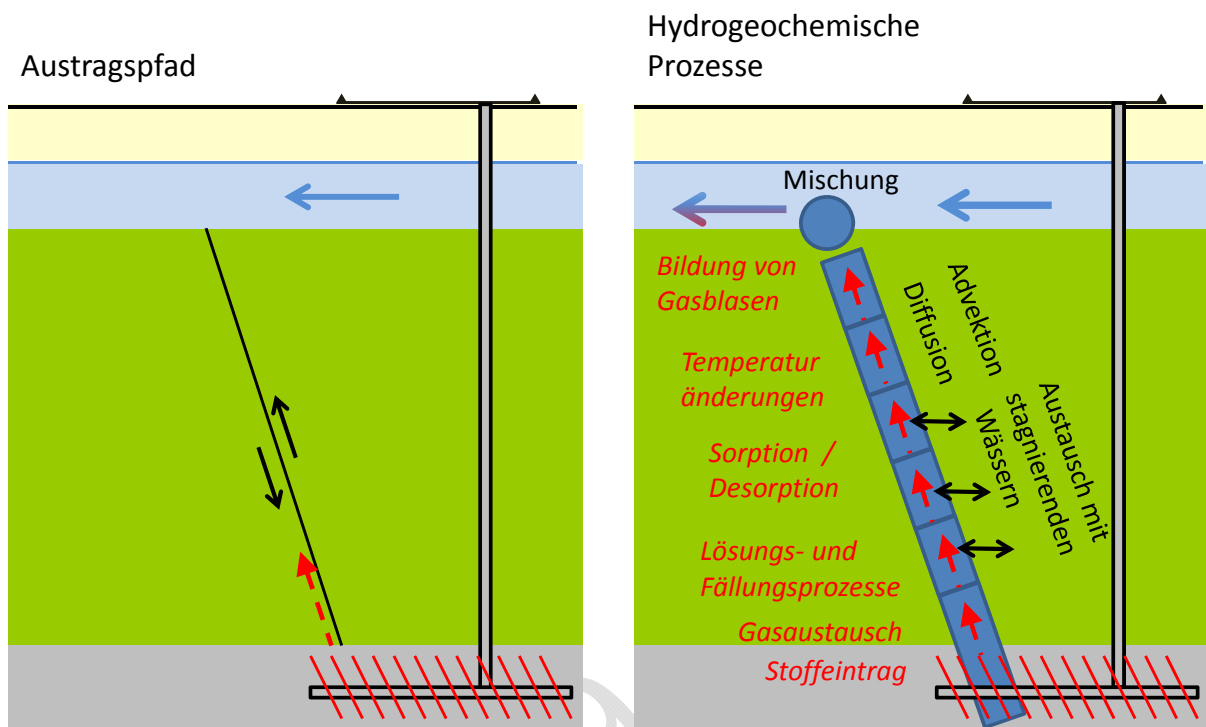 Austragspfad
Hydrogeochemische
Prozesse
Mischung
Bildung von
Gasblasen
Temperatur
änderungen
Sorption /
Desorption
Lösungs- und
Fällungsprozesse
Gasaustausch
Stoffeintrag
Diffusion
Advektion
Austausch mit
stagnierenden
Wässern